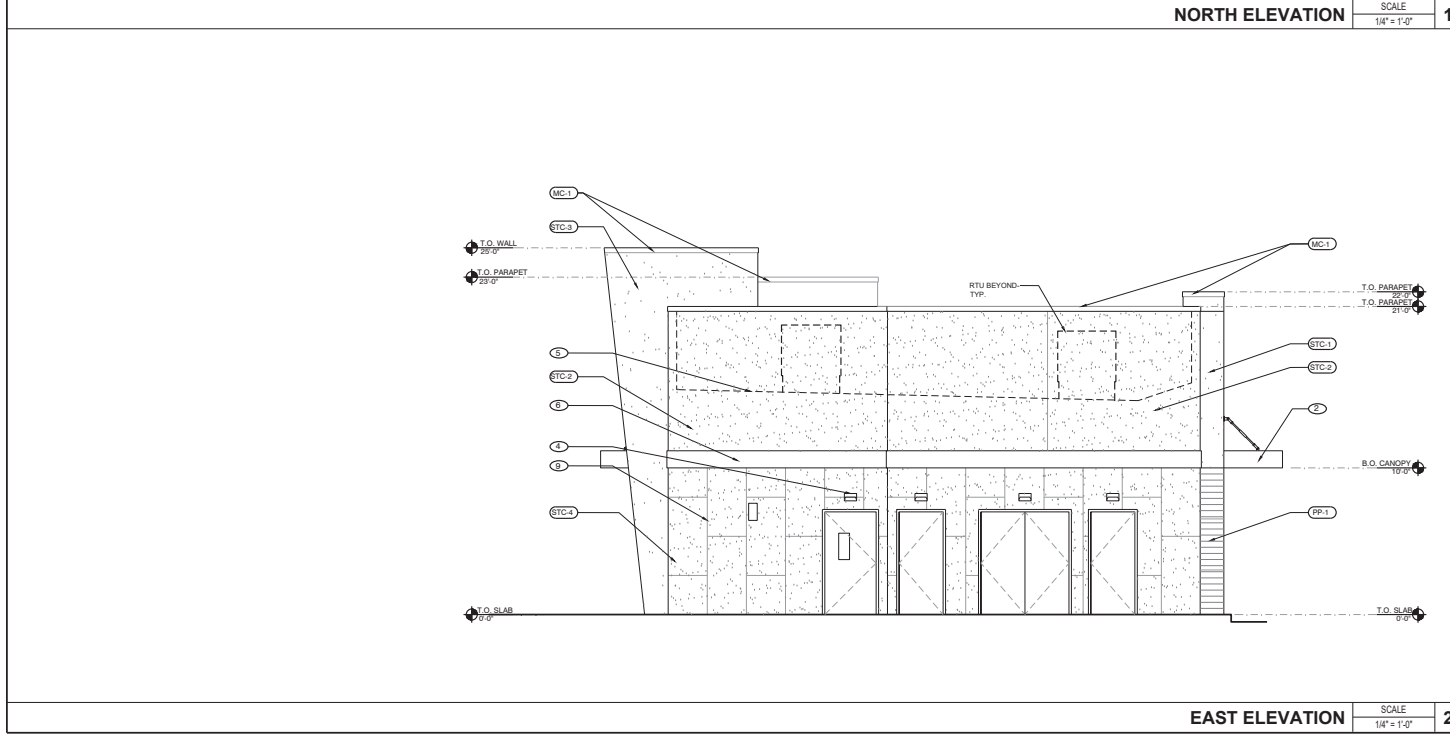 NORTH ELEVATION
SCALE
1/4" = 1'-0"
1
MC-1
STC-3
T.O. WALL
25'-0"
T.O. PARAPET
23'-0"
MC-1
RTU BEYOND-
TYP.
T.O. PARAPET
22'-0"
T.O. PARAPET
21'-0"
5
STC-2
6
4
9
STC-4
STC-1
STC-2
2
B.O. CANOPY
10'-0"
PP-1
T.O. SLAB
0'-0"
T.O. SLAB
0'-0"
EAST ELEVATION
SCALE
1/4" = 1'-0"
2